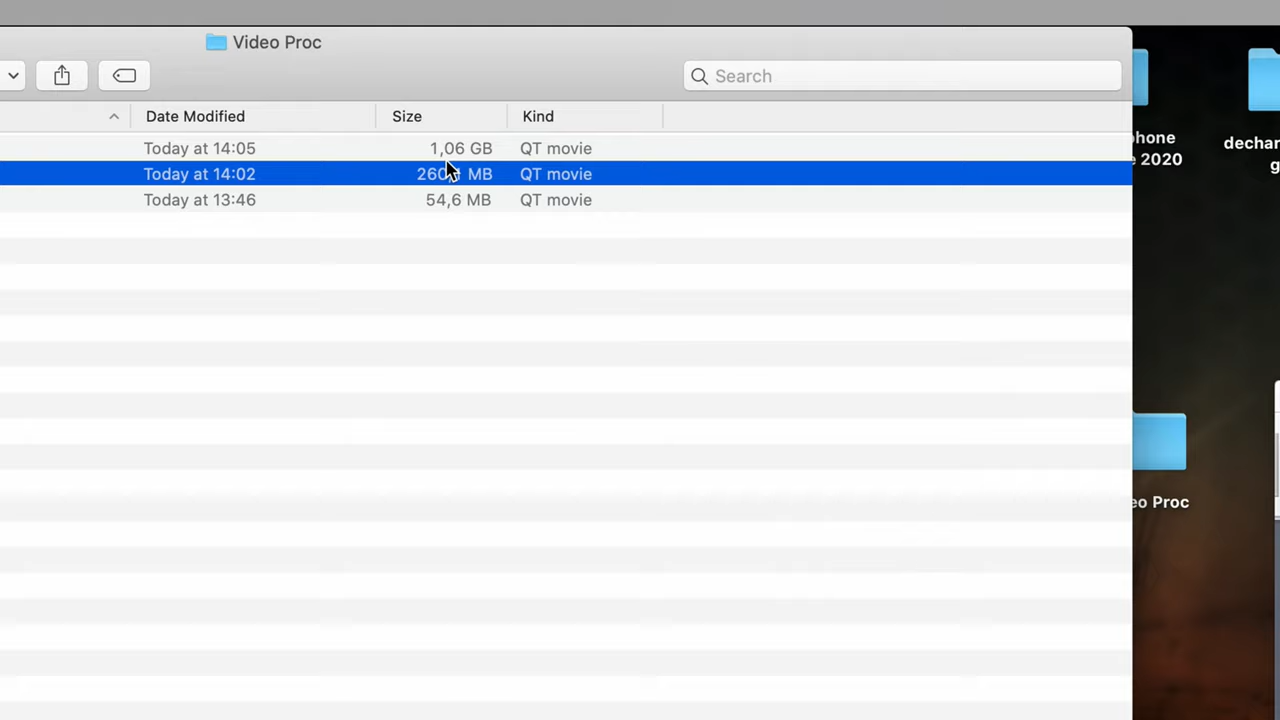 Video Proc
Search
Date Modified Size Kind
Today at 14:05 1,06 GB QT movie
Today at 14:02 MB QT movie
Today at 13:46 54,6 MB QT movie
2020
Proc